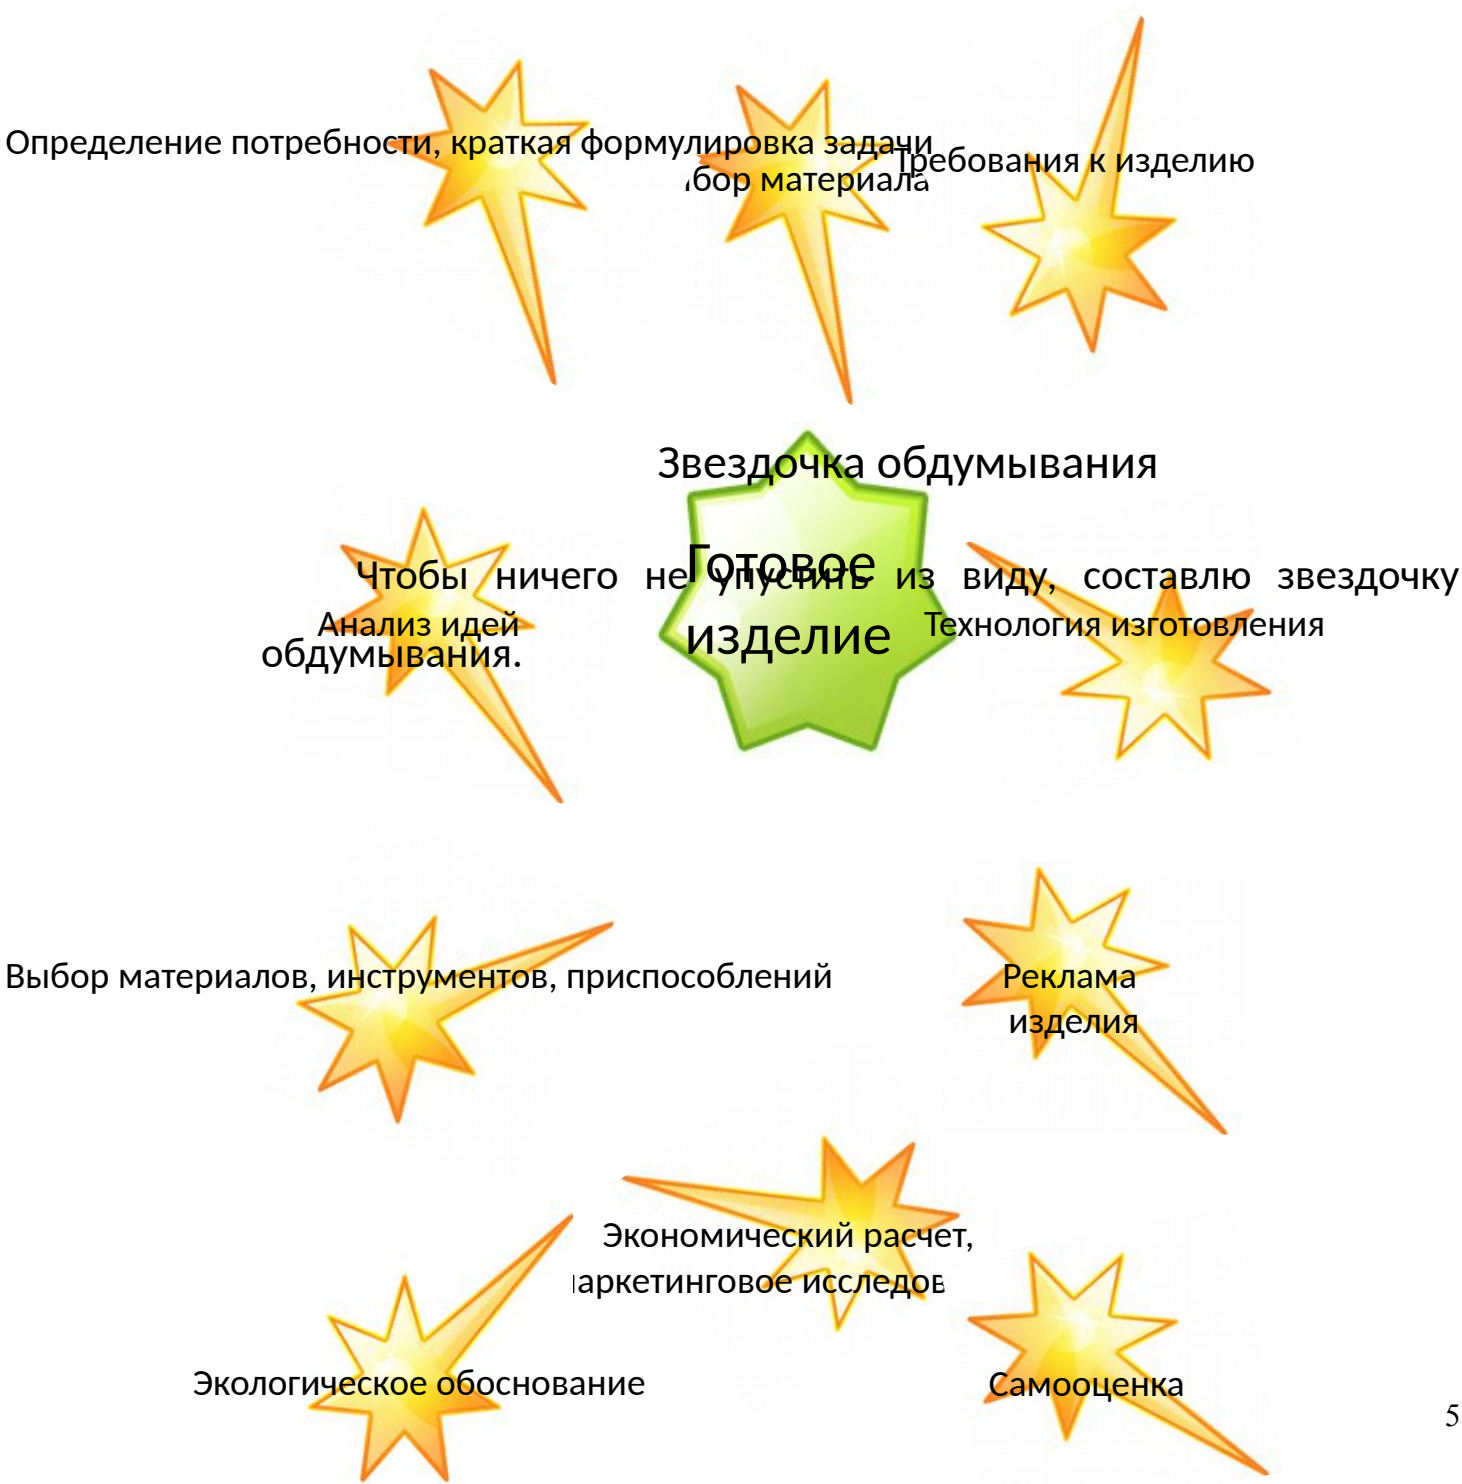 Определение потребности, краткая формулировка задачи
бор материала
Требования к изделию
Звездочка обдумывания
Готовое
изделие
Чтобы ничего не упустить из виду, составлю звездочку
обдумывания.
Анализ идей
Технология изготовления
Выбор материалов, инструментов, приспособлений
Реклама
изделия
Экономический расчет,
аркетинговое исследов
Экологическое обоснование
Самооценка
5